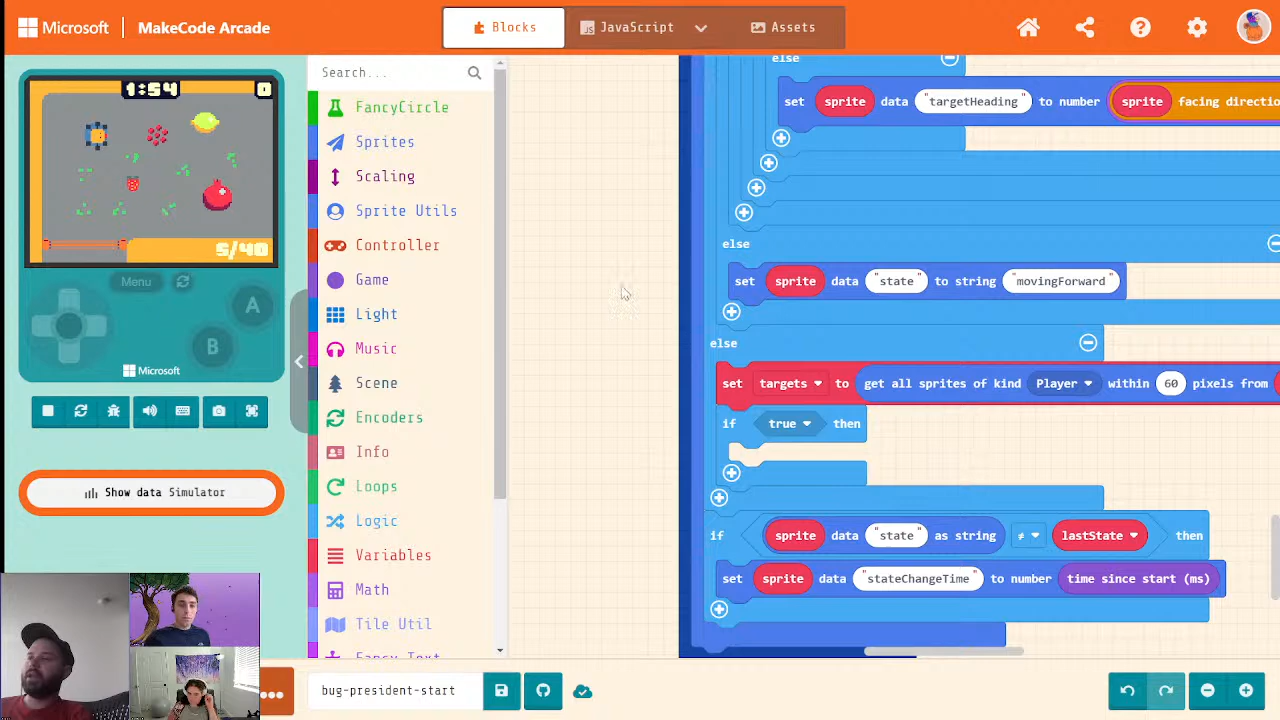 Microsoft
MakeCode Arcade
Blocks
JavaScript
Assets
1:54
0
5/40
Menu
A
B
Microsoft
Show data Simulator
Search...
FancyCircle
Sprites
Scaling
Sprite Utils
Controller
Game
Light
Music
Scene
Encoders
Info
Loops
Logic
Variables
Math
Tile Util
Fancy Text
else
set sprite data "targetHeading" to number sprite facing direction
else
set sprite data "state" to string "movingForward"
else
set targets to get all sprites of kind Player within 60 pixels from
if true then
if sprite data "state" as string ≠ lastState then
set sprite data "stateChangeTime" to number time since start (ms)
bug-president-start